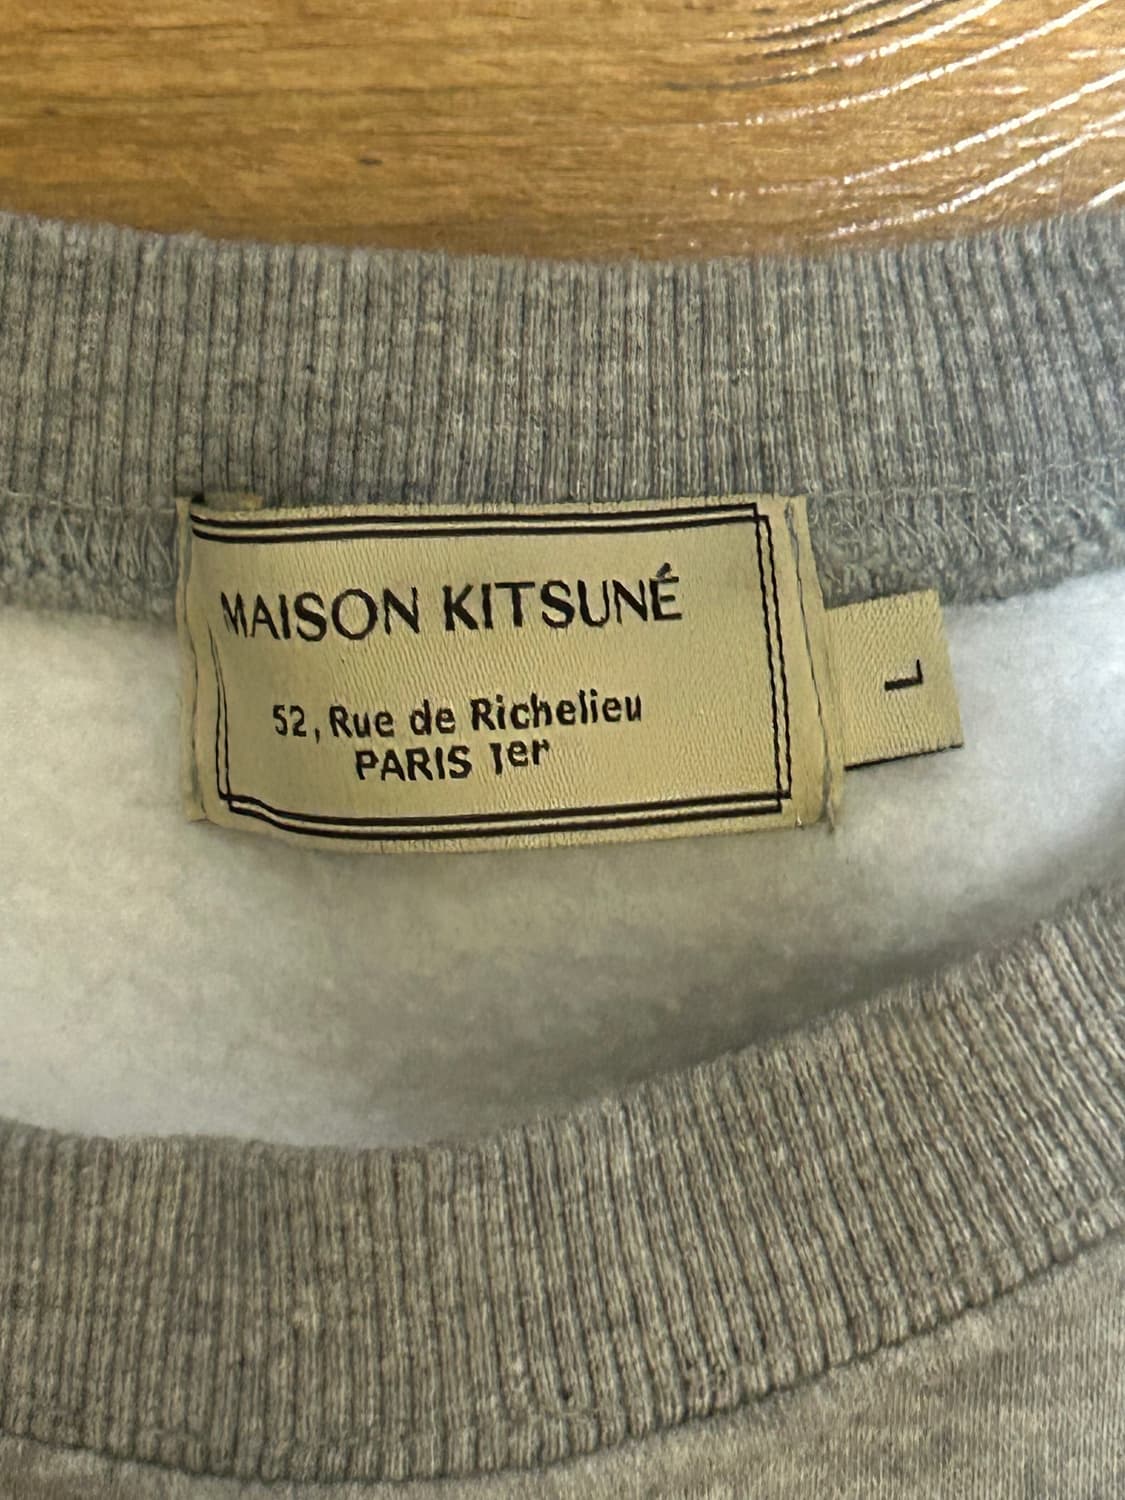 MAISON KITSUNÉ
52, Rue de Richelieu
PARIS 1er
L